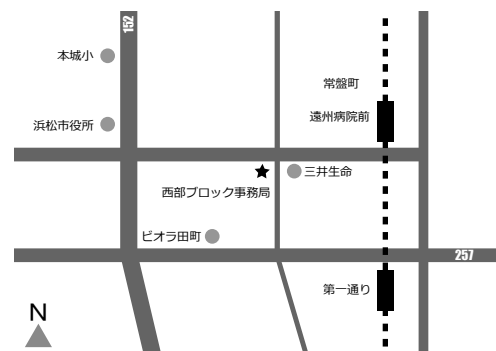 152
本城小
常盤町
遠州病院前
浜松市役所
三井生命
西部ブロック事務局
ビオラ田町
257
第一通り
N